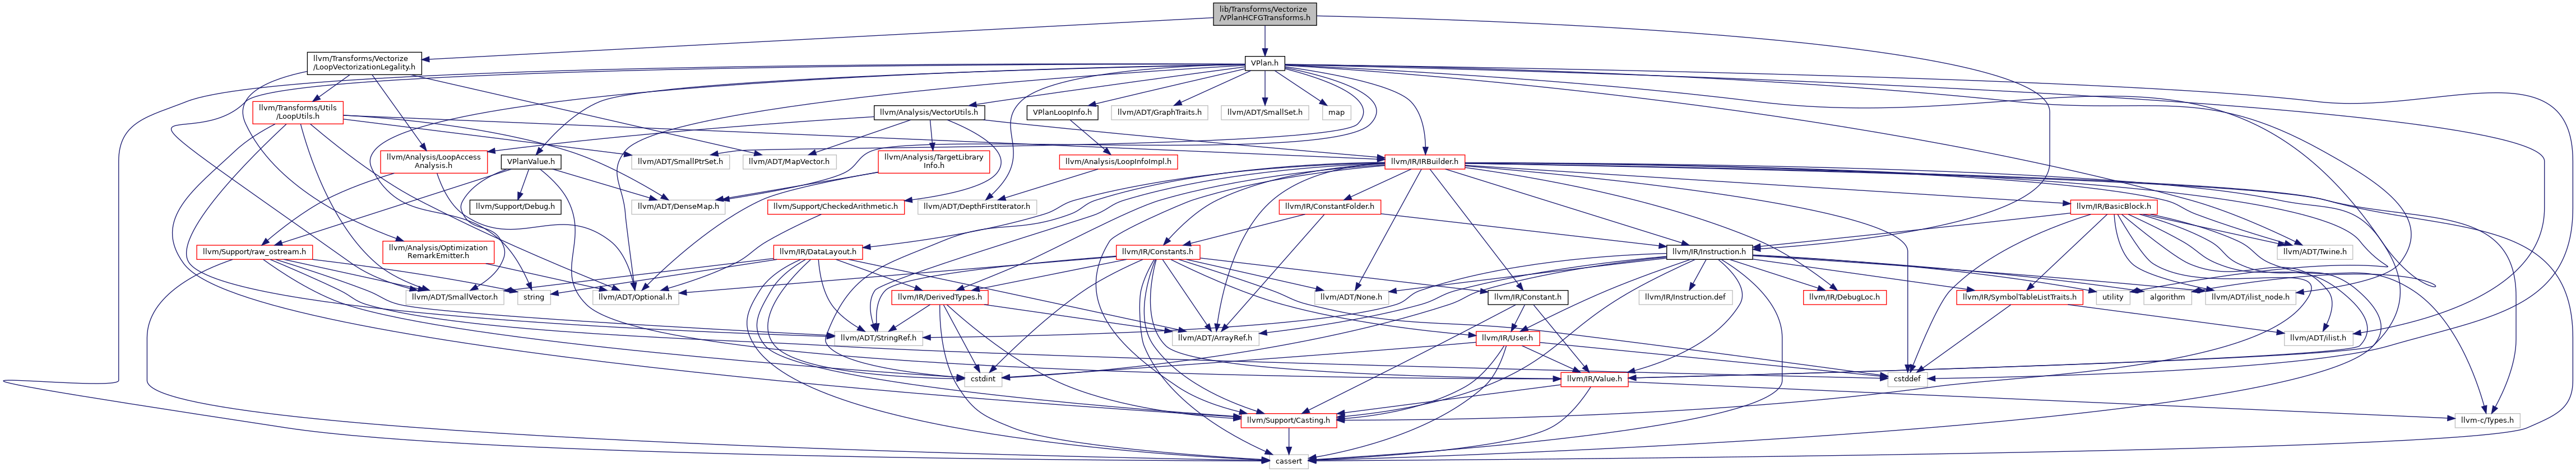 lib/Transforms/Vectorize
/VPlanHCFGTransforms.h
llvm/Transforms/Vectorize
/LoopVectorizationLegality.h
VPlan.h
llvm/Transforms/Utils
/LoopUtils.h
llvm/Analysis/VectorUtils.h
VPlanLoopInfo.h
llvm/ADT/GraphTraits.h
llvm/ADT/SmallSet.h
map
llvm/Analysis/LoopAccess
Analysis.h
VPlanValue.h
llvm/ADT/SmallPtrSet.h
llvm/ADT/MapVector.h
llvm/Analysis/TargetLibrary
Info.h
llvm/Analysis/LoopInfoImpl.h
llvm/IR/IRBuilder.h
llvm/Support/Debug.h
llvm/ADT/DenseMap.h
llvm/Support/CheckedArithmetic.h
llvm/ADT/DepthFirstIterator.h
llvm/IR/ConstantFolder.h
llvm/IR/BasicBlock.h
llvm/Support/raw_ostream.h
llvm/Analysis/Optimization
RemarkEmitter.h
llvm/IR/DataLayout.h
llvm/IR/Constants.h
llvm/IR/Instruction.h
llvm/ADT/Twine.h
llvm/ADT/SmallVector.h
string
llvm/ADT/Optional.h
llvm/IR/DerivedTypes.h
llvm/ADT/None.h
llvm/IR/Constant.h
llvm/IR/Instruction.def
llvm/IR/DebugLoc.h
llvm/IR/SymbolTableListTraits.h
utility
algorithm
llvm/ADT/ilist_node.h
llvm/ADT/StringRef.h
llvm/ADT/ArrayRef.h
llvm/IR/User.h
llvm/ADT/ilist.h
cstdint
llvm/IR/Value.h
cstddef
llvm/Support/Casting.h
llvm-c/Types.h
cassert